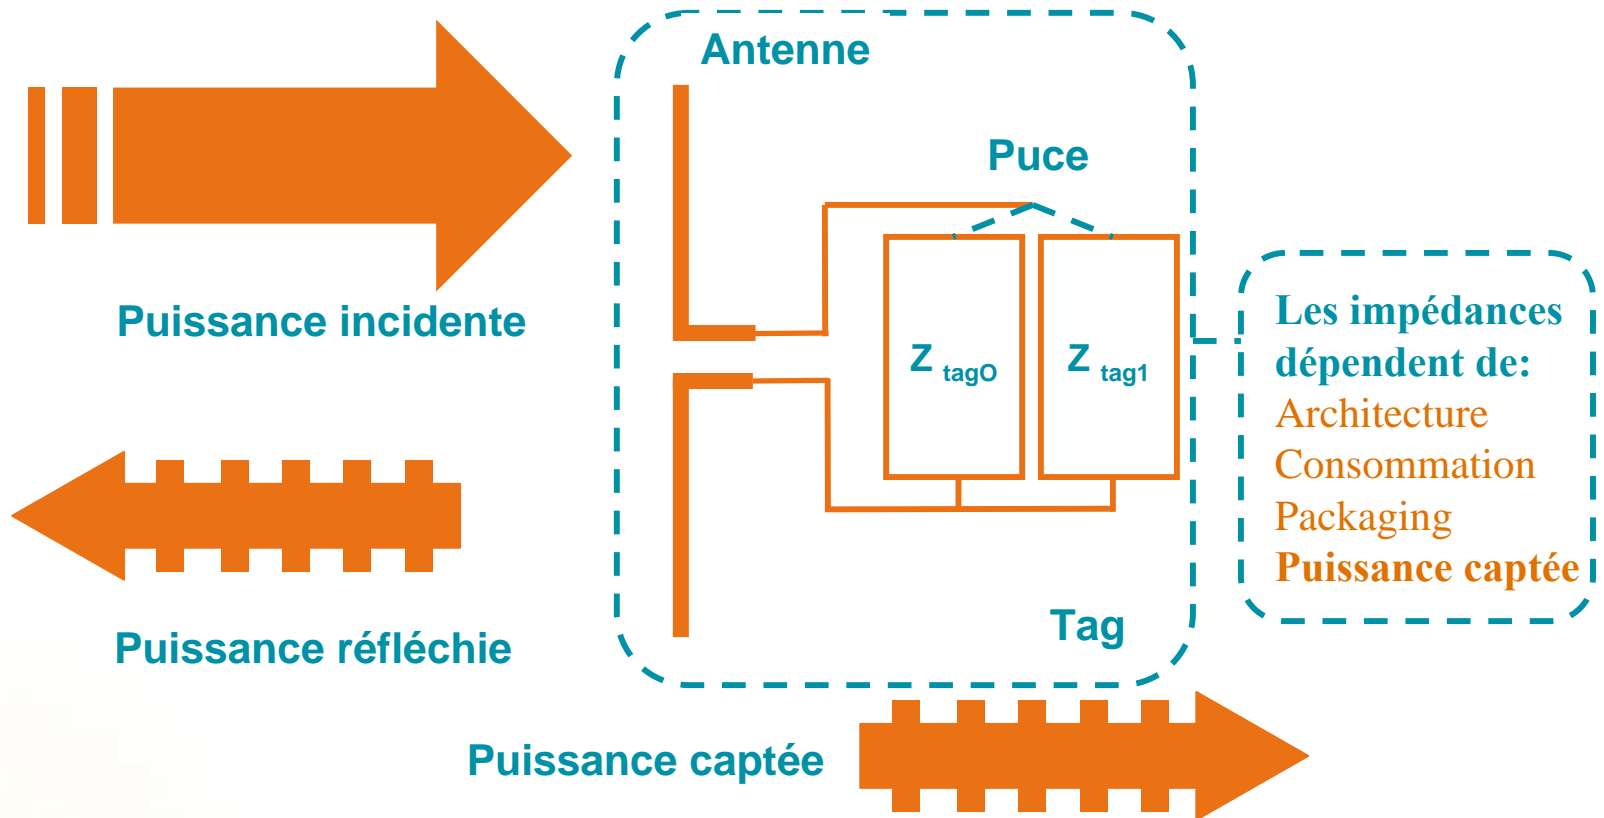 Antenne
Puce
Puissance incidente
Z tagO
Z tag1
Les impédances
dépendent de:
Architecture
Consommation
Packaging
Puissance captée
Tag
Puissance réfléchie
Puissance captée